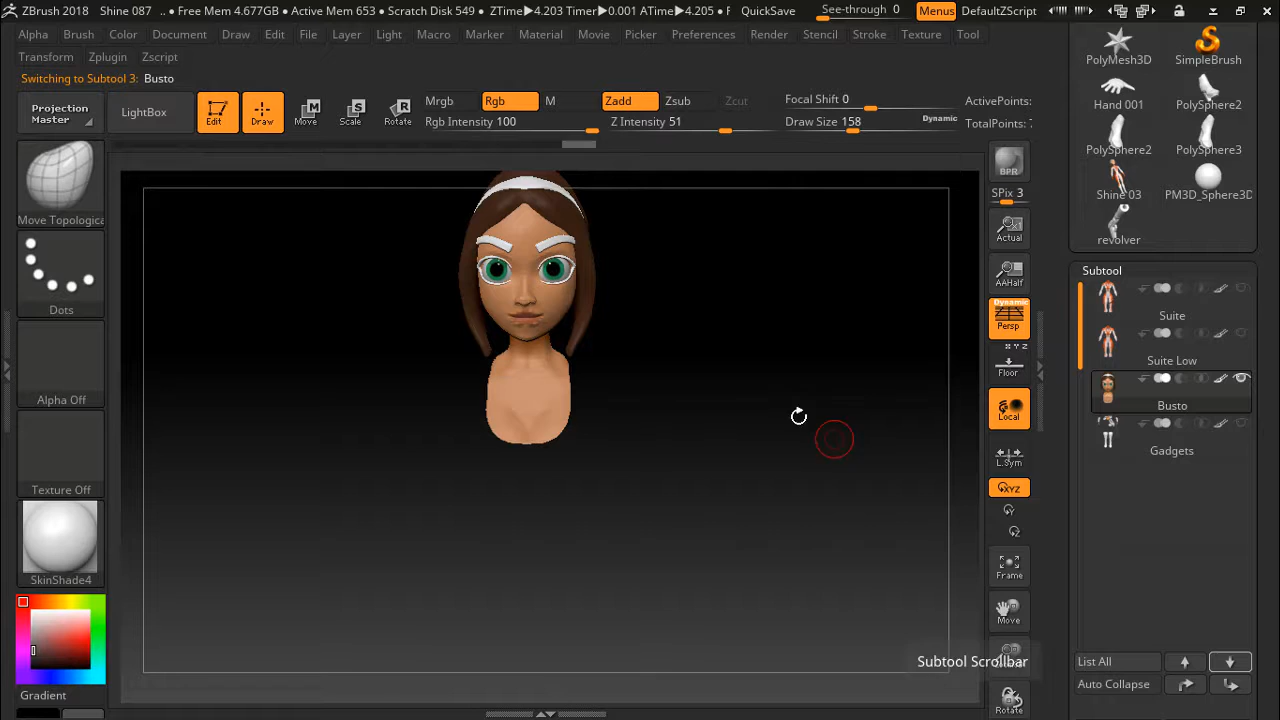 ZBrush 2018 Shine 087 .. • Free Mem 4.677GB • Active Mem 653 • Scratch Disk 549 • ZTime▶4.203 Timer▶0.001 ATime▶4.205 • F QuickSave See-through 0 Menus DefaultZScript
Alpha Brush Color Document Draw Edit File Layer Light Macro Marker Material Movie Picker Preferences Render Stencil Stroke Texture Tool
Transform Zplugin Zscript
Switching to Subtool 3: Busto
Projection Master
LightBox
Edit Draw Move Scale Rotate
Mrgb Rgb M Zadd Zsub Zcut
Rgb Intensity 100 Z Intensity 51
Focal Shift 0
Draw Size 158 Dynamic
ActivePoints:
TotalPoints: 7
Move Topologica
Dots
Alpha Off
Texture Off
SkinShade4
Gradient
BPR
SPix 3
Actual
AAHalf
Dynamic
Persp
X Y Z
Floor
Local
L.Sym
XYZ
Y
Z
Frame
Move
Rotate
Subtool Scrollbar
PolyMesh3D SimpleBrush
Hand 001 PolySphere2
PolySphere2 PolySphere3
Shine 03 PM3D_Sphere3D
revolver
Subtool
Suite
Suite Low
Busto
Gadgets
List All
Auto Collapse